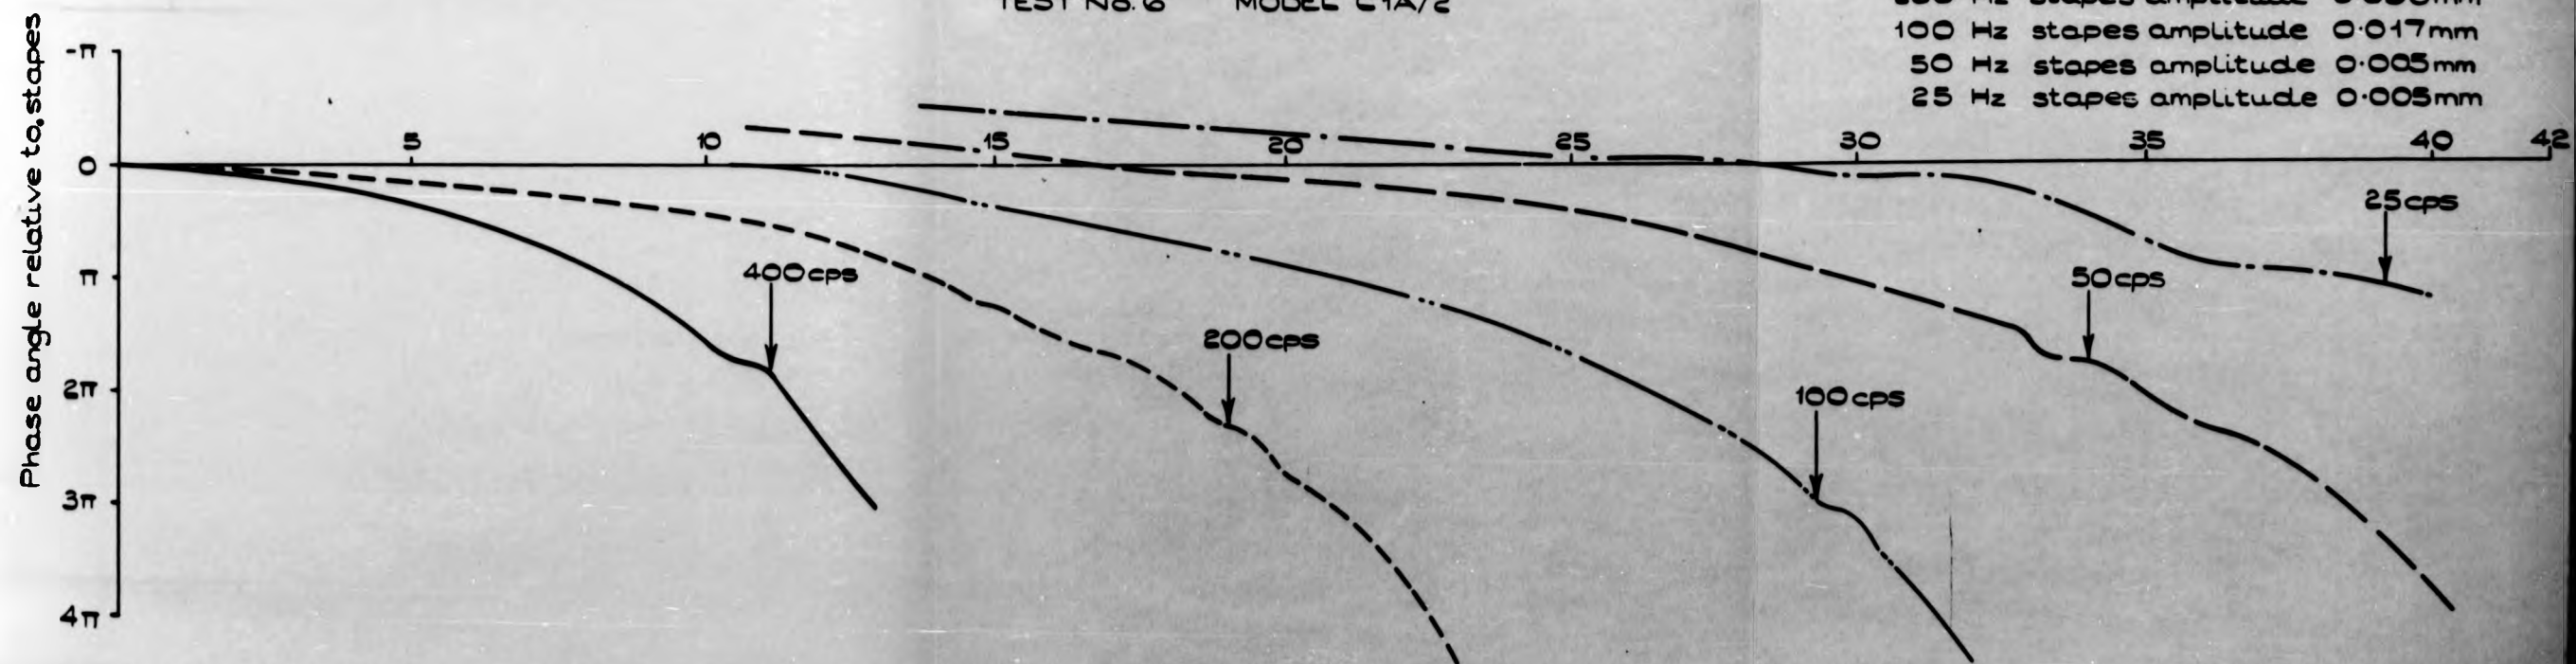 TEST No. 6 MODEL C1A/2
100 Hz stapes amplitude 0·017mm
50 Hz stapes amplitude 0·005mm
25 Hz stapes amplitude 0·005mm
Phase angle relative to. stapes
-π
0
π
2π
3π
4π
5 10 15 20 25 30 35 40 42
400cps
200cps
100cps
50cps
25cps